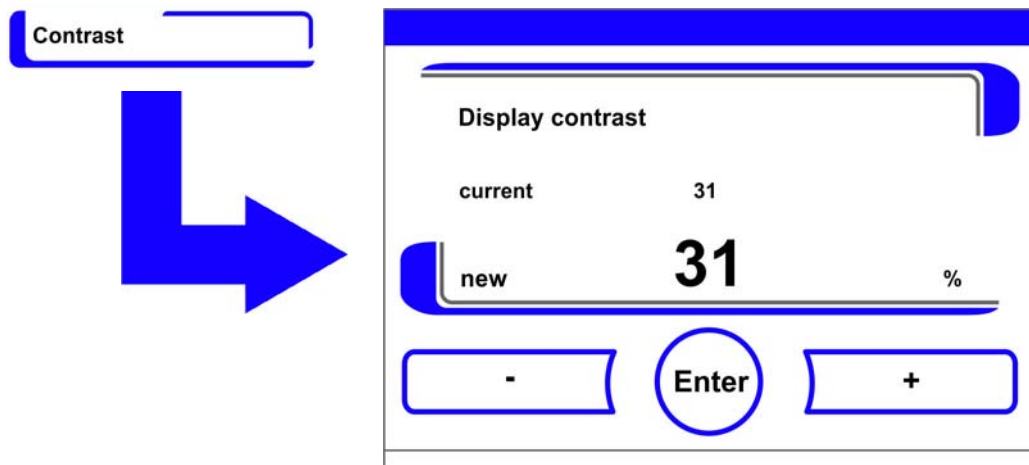 Contrast
Display contrast
current 31
new 31 %
- Enter +